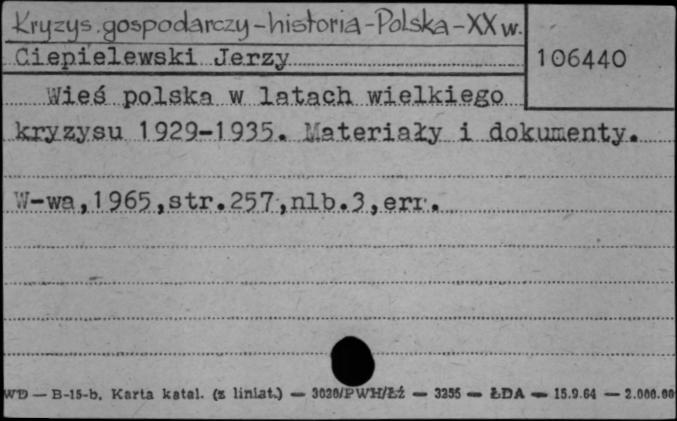 Kryzys gospodarczy-historia-Polska-XX w.
Ciepielewski Jerzy
106440
Wieś polska w latach wielkiego
kryzysu 1929-1935. Materiały i dokumenty.
W-wa,1965,str.257,nlb.3,err.
WD — B-15-b. Karta katal. (z liniat.) — 3020/PWH/Łź — 3255 — ŁDA — 15.9.64 — 2.000.00